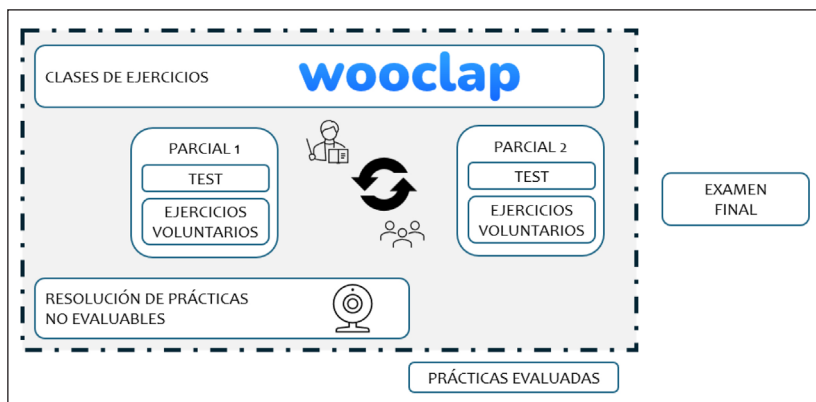 CLASES DE EJERCICIOS
wooclap
PARCIAL 1
TEST
EJERCICIOS
VOLUNTARIOS
PARCIAL 2
TEST
EJERCICIOS
VOLUNTARIOS
EXAMEN
FINAL
RESOLUCIÓN DE PRÁCTICAS
NO EVALUABLES
PRÁCTICAS EVALUADAS